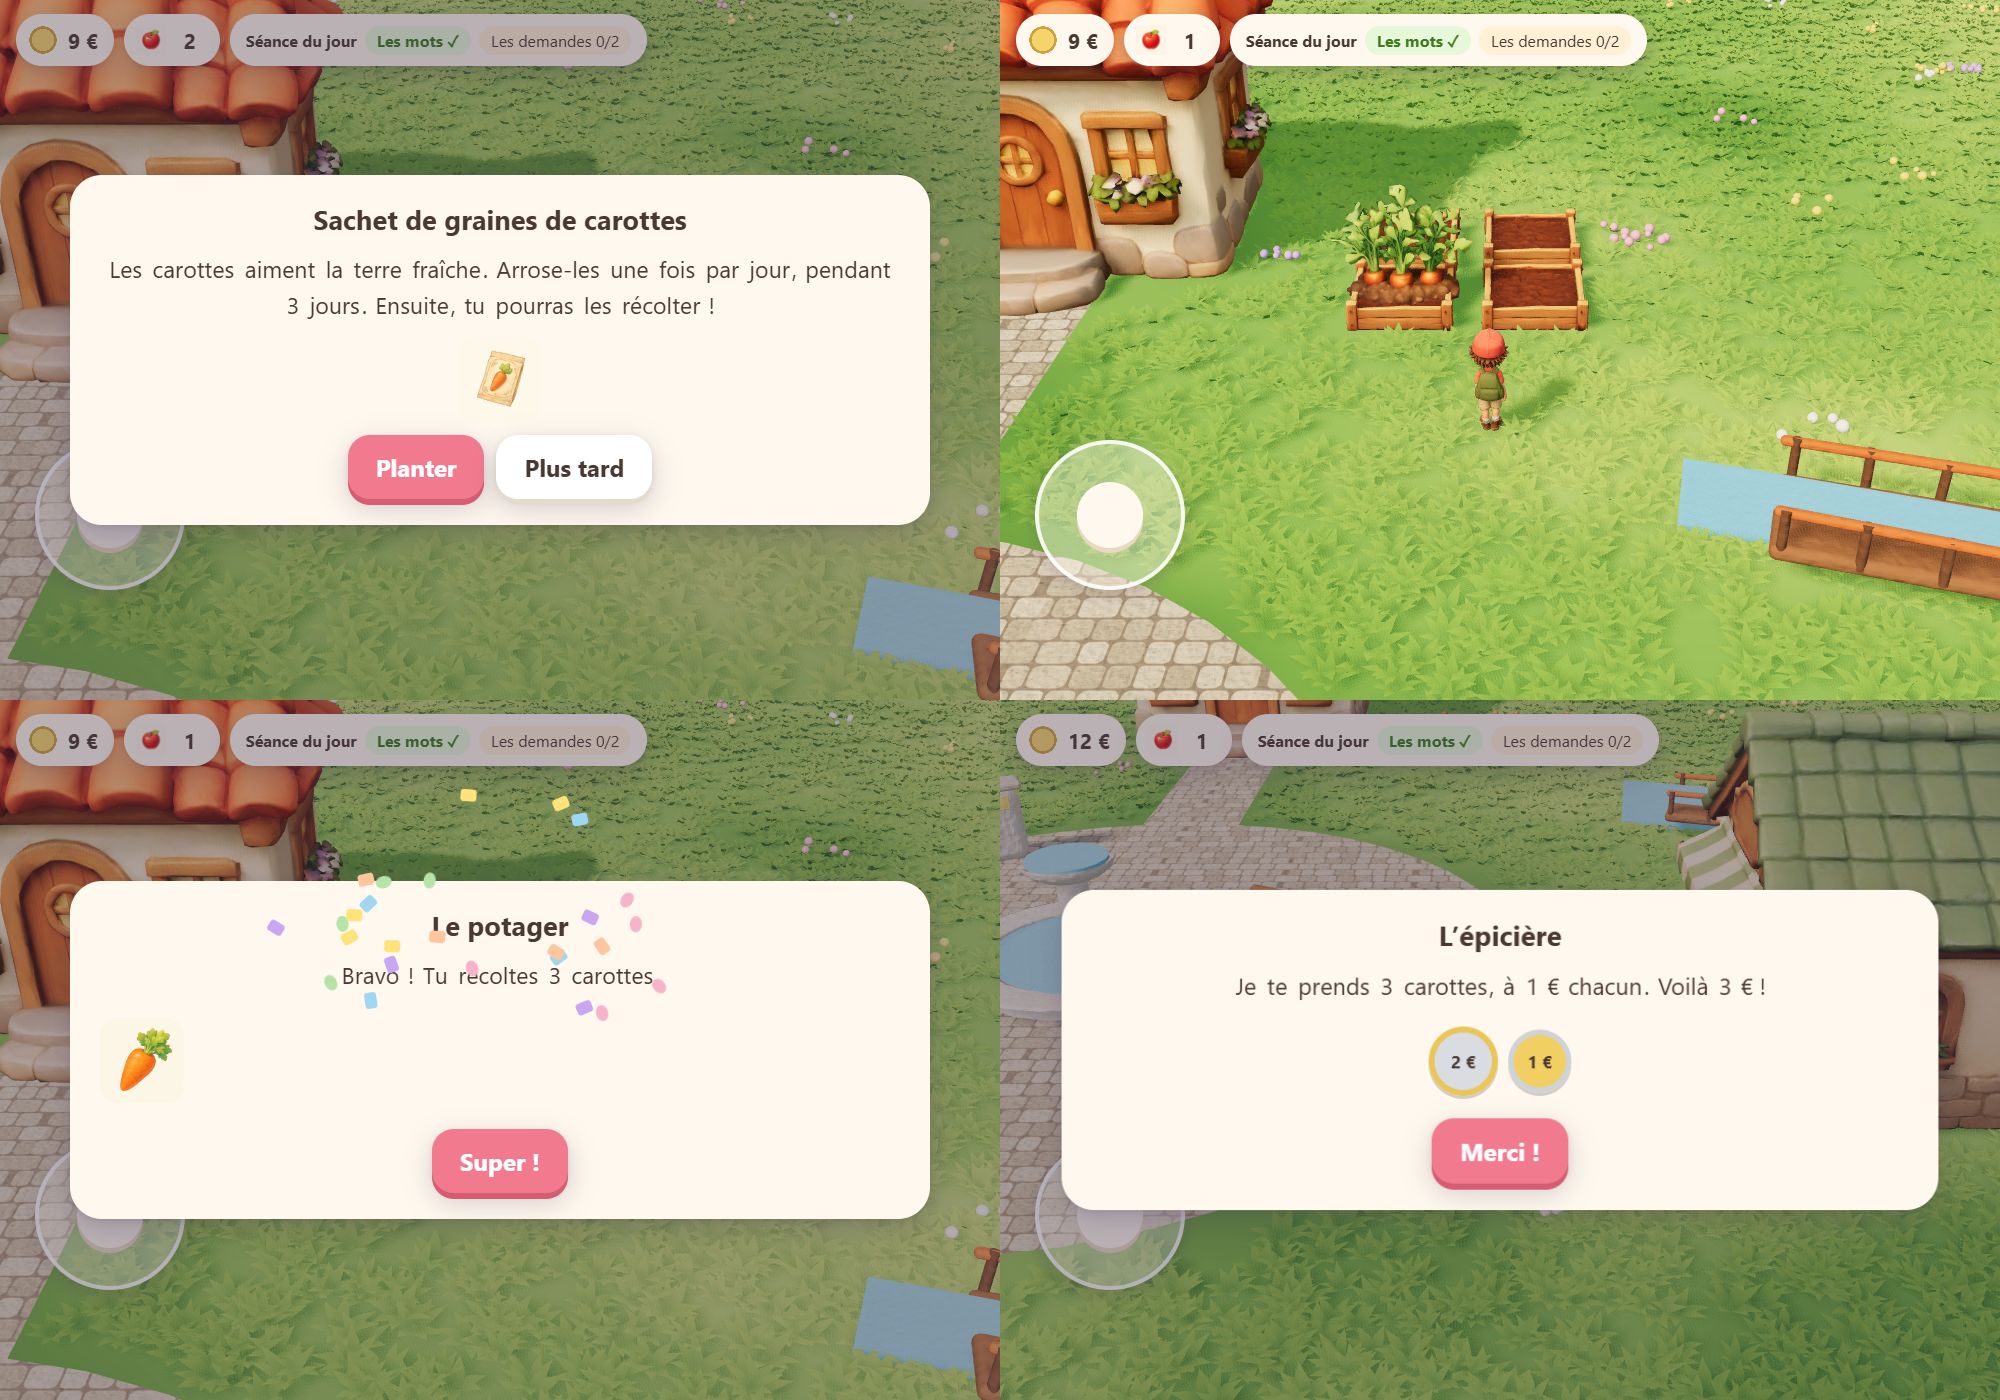 9 €
2
Séance du jour
Les mots ✓
Les demandes 0/2
Sachet de graines de carottes
Les carottes aiment la terre fraîche. Arrose-les une fois par jour, pendant
3 jours. Ensuite, tu pourras les récolter !
Planter
Plus tard
9 €
1
Séance du jour
Les mots ✓
Les demandes 0/2
9 €
1
Séance du jour
Les mots ✓
Les demandes 0/2
Le potager
Bravo ! Tu récoltes 3 carottes.
Super !
12 €
1
Séance du jour
Les mots ✓
Les demandes 0/2
L’épicière
Je te prends 3 carottes, à 1 € chacun. Voilà 3 € !
2 €
1 €
Merci !